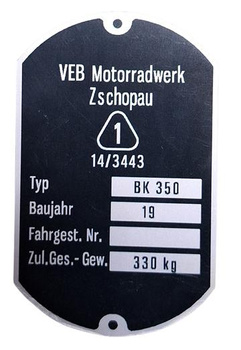 VEB Motorradwerk
Zschopau
1
14/3443
Typ BK 350
Baujahr 19
Fahrgest. Nr.
Zul.Ges.- Gew. 330 kg